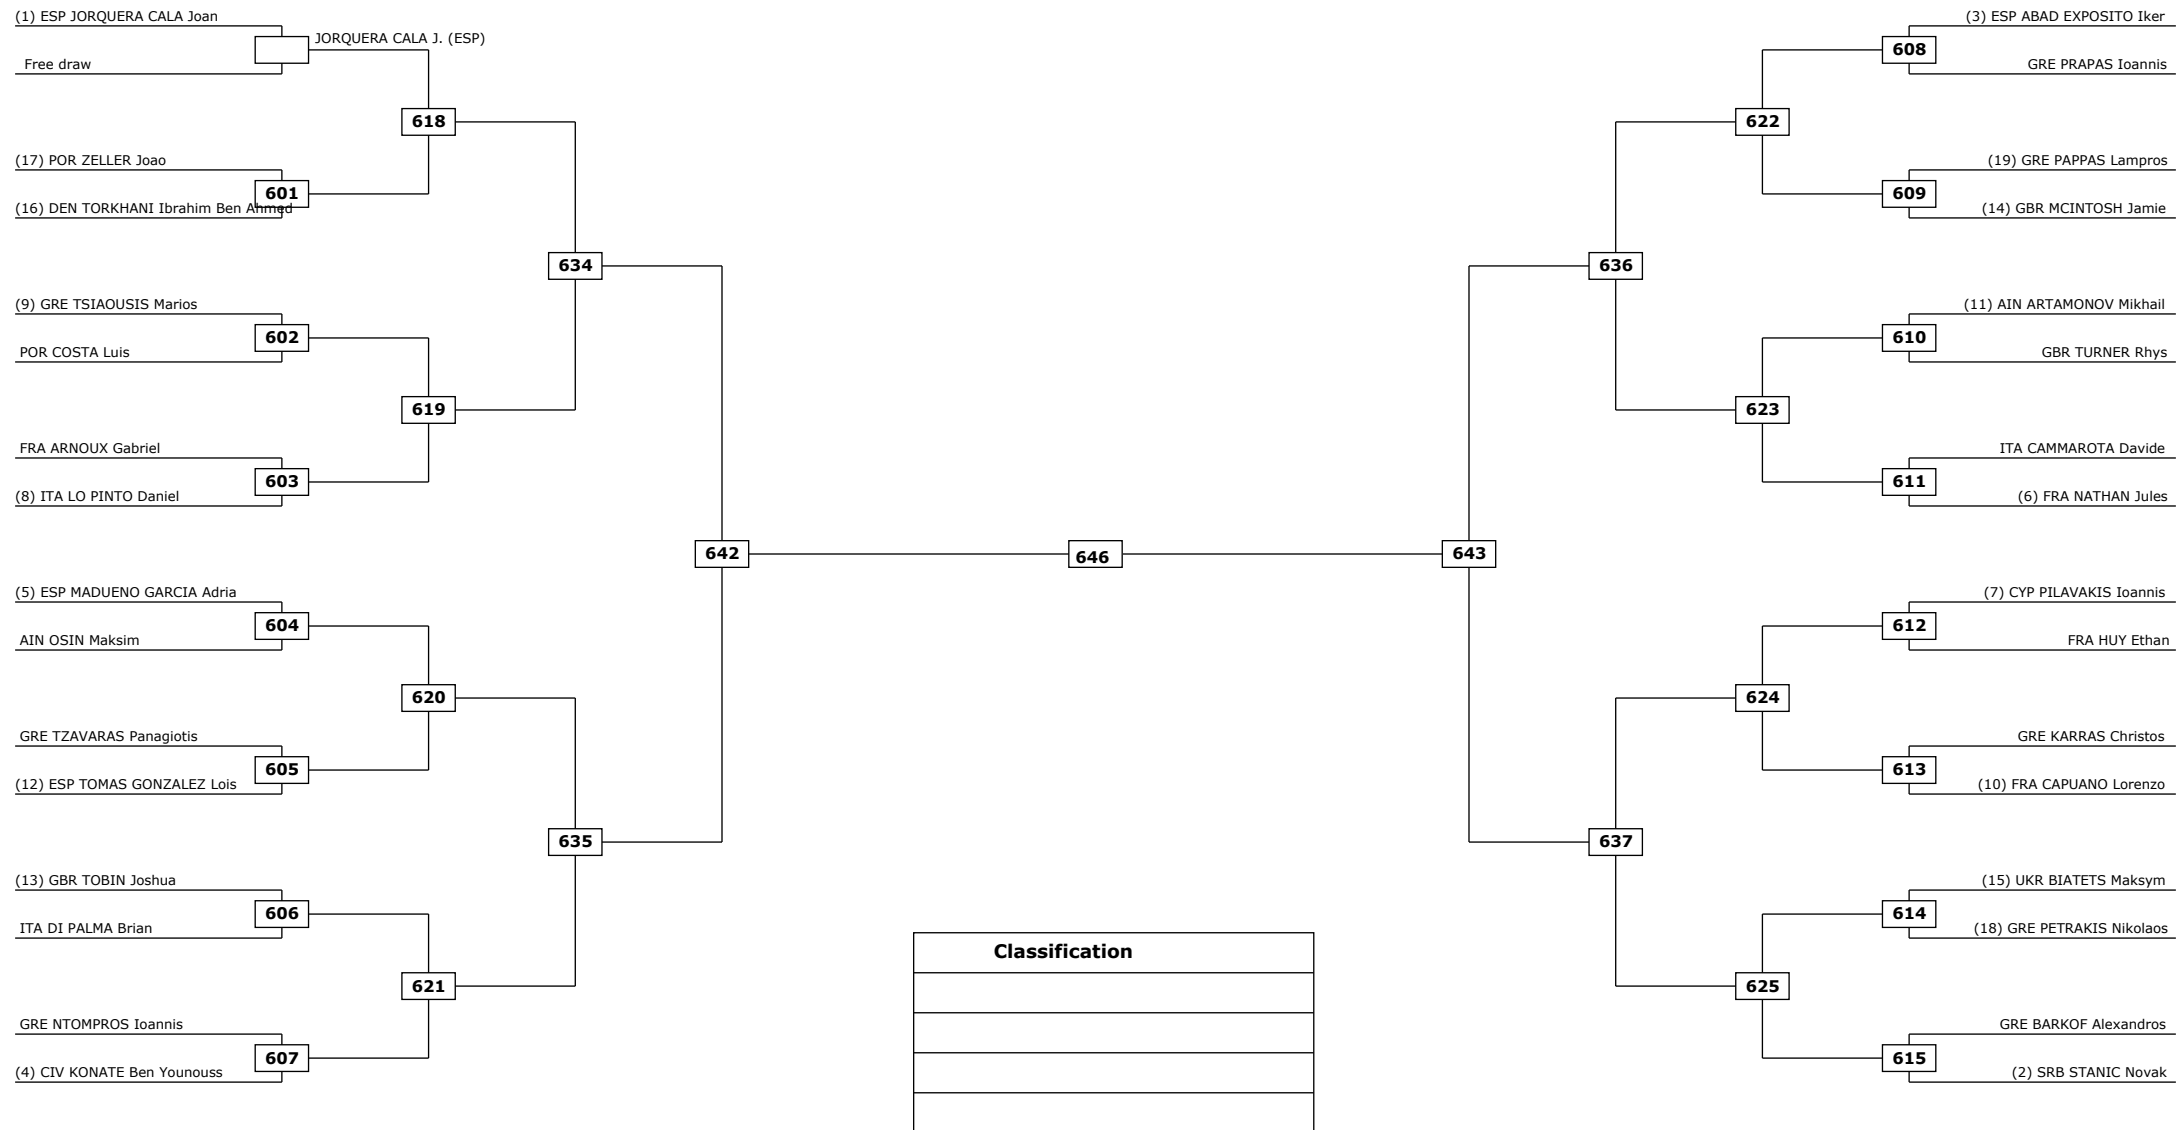 (1) ESP JORQUERA CALA Joan
JORQUERA CALA J. (ESP)
Free draw
618
(17) POR ZELLER Joao
601
(16) DEN TORKHANI Ibrahim Ben Ahmed
634
(9) GRE TSIAOUSIS Marios
602
POR COSTA Luis
619
FRA ARNOUX Gabriel
603
(8) ITA LO PINTO Daniel
642
(5) ESP MADUENO GARCIA Adria
604
AIN OSIN Maksim
620
GRE TZAVARAS Panagiotis
605
(12) ESP TOMAS GONZALEZ Lois
635
(13) GBR TOBIN Joshua
606
ITA DI PALMA Brian
621
GRE NTOMPROS Ioannis
607
(4) CIV KONATE Ben Younouss
646
(3) ESP ABAD EXPOSITO Iker
608
GRE PRAPAS Ioannis
622
(19) GRE PAPPAS Lampros
609
(14) GBR MCINTOSH Jamie
636
(11) AIN ARTAMONOV Mikhail
610
GBR TURNER Rhys
623
ITA CAMMAROTA Davide
611
(6) FRA NATHAN Jules
643
(7) CYP PILAVAKIS Ioannis
612
FRA HUY Ethan
624
GRE KARRAS Christos
613
(10) FRA CAPUANO Lorenzo
637
(15) UKR BIATETS Maksym
614
(18) GRE PETRAKIS Nikolaos
625
GRE BARKOF Alexandros
615
(2) SRB STANIC Novak
Classification